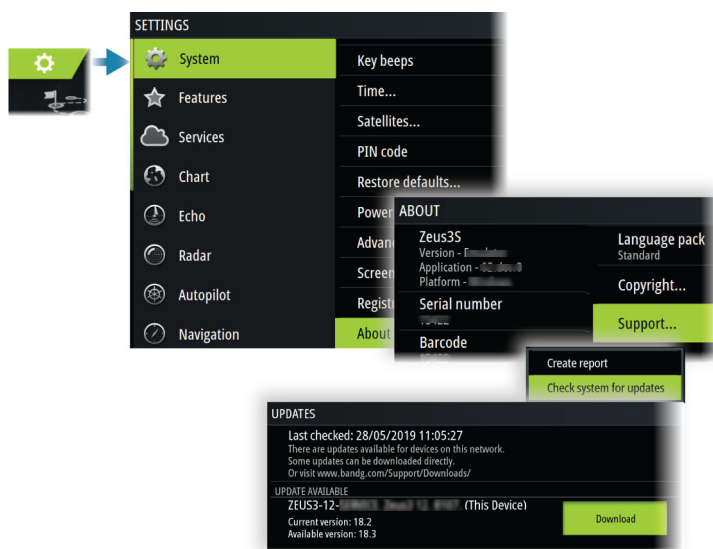 SETTINGS
System
Features
Services
Chart
Echo
Radar
Autopilot
Navigation
Key beeps
Time...
Satellites...
PIN code
Restore defaults...
Power
Advan
Screen
Regist
About
ABOUT
Zeus3S
Version -
Application -
Platform -
Serial number
Barcode
Language pack
Standard
Copyright...
Support...
Create report
Check system for updates
UPDATES
Last checked: 28/05/2019 11:05:27
There are updates available for devices on this network.
Some updates can be downloaded directly.
Or visit www.bandg.com/Support/Downloads/
UPDATE AVAILABLE
ZEUS3-12- (This Device)
Current version: 18.2
Available version: 18.3
Download